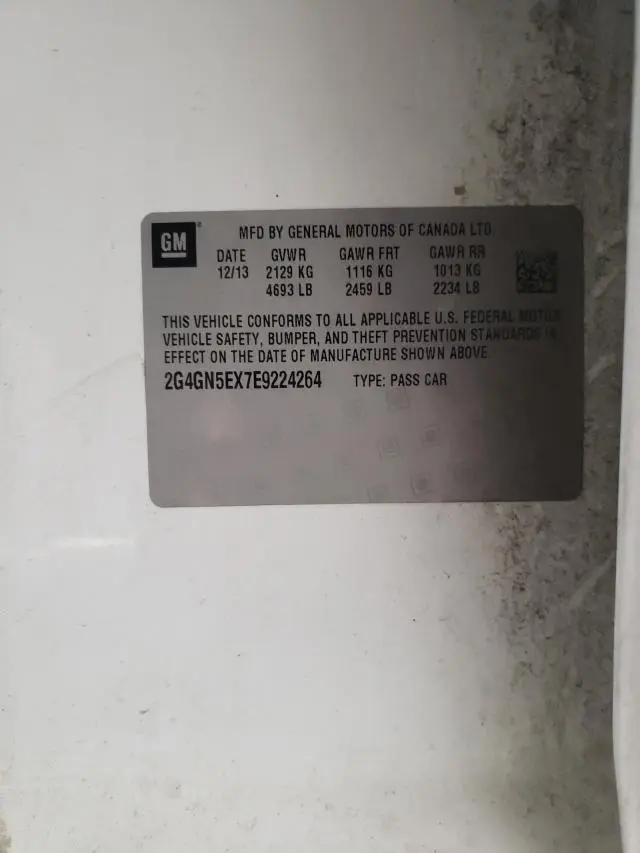 GM
MFD BY GENERAL MOTORS OF CANADA LTD
DATE GVWR GAWR FRT GAWR RR
12/13 2129 KG 1116 KG 1013 KG
4693 LB 2459 LB 2234 LB
THIS VEHICLE CONFORMS TO ALL APPLICABLE U.S. FEDERAL MOTOR
VEHICLE SAFETY, BUMPER, AND THEFT PREVENTION STANDARDS IN
EFFECT ON THE DATE OF MANUFACTURE SHOWN ABOVE.
2G4GN5EX7E9224264 TYPE: PASS CAR